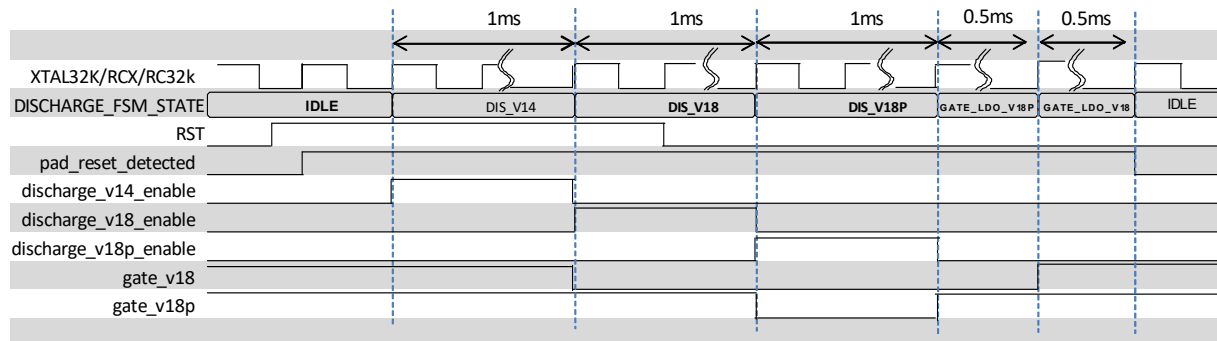 1ms 1ms 1ms 0.5ms 0.5ms
XTAL32K/RCX/RC32k
DISCHARGE_FSM_STATE IDLE DIS_V14 DIS_V18 DIS_V18P GATE_LDO_V18P GATE_LDO_V18 IDLE
RST
pad_reset_detected
discharge_v14_enable
discharge_v18_enable
discharge_v18p_enable
gate_v18
gate_v18p